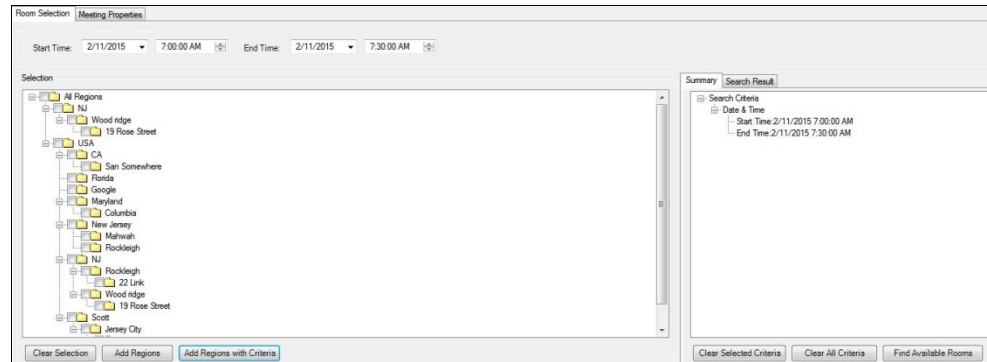 Room Selection Meeting Properties
Start Time: 2/11/2015 7:00:00 AM End Time: 2/11/2015 7:30:00 AM
Selection
All Regions
NJ
Wood ridge
19 Rose Street
USA
CA
San Somewhere
Florida
Google
Maryland
Columbia
New Jersey
Mahwah
Rockleigh
NJ
Rockleigh
22 Link
Wood ridge
19 Rose Street
Scott
Jersey City
Clear Selection Add Regions Add Regions with Criteria
Summary Search Result
Search Criteria
Date & Time
Start Time:2/11/2015 7:00:00 AM
End Time:2/11/2015 7:30:00 AM
Clear Selected Criteria Clear All Criteria Find Available Rooms